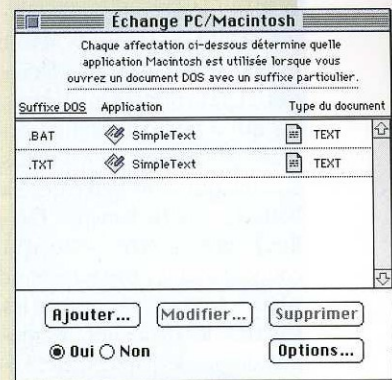 Échange PC/Macintosh
Chaque affectation ci-dessous détermine quelle
application Macintosh est utilisée lorsque vous
ouvrez un document DOS avec un suffixe particulier.
Suffixe DOS Application Type du document
.BAT SimpleText TEXT
.TXT SimpleText TEXT
Ajouter... Modifier... Supprimer
Oui Non Options...